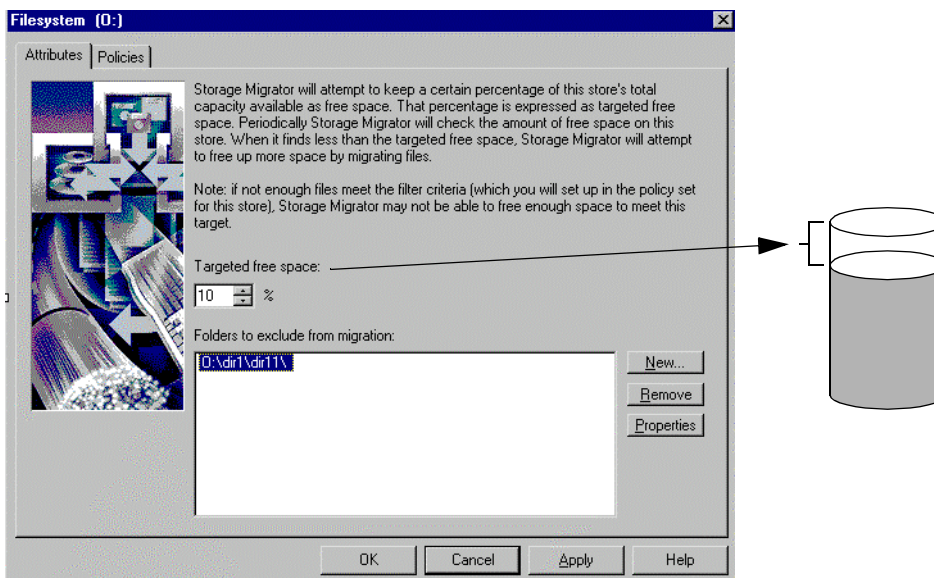 Filesystem (O:)
Attributes Policies
Storage Migrator will attempt to keep a certain percentage of this store's total
capacity available as free space. That percentage is expressed as targeted free
space. Periodically Storage Migrator will check the amount of free space on this
store. When it finds less than the targeted free space, Storage Migrator will attempt
to free up more space by migrating files.
Note: if not enough files meet the filter criteria (which you will set up in the policy set
for this store), Storage Migrator may not be able to free enough space to meet this
target.
Targeted free space:
10 %
Folders to exclude from migration:
O:\dir1\dir11\
New...
Remove
Properties
OK Cancel Apply Help